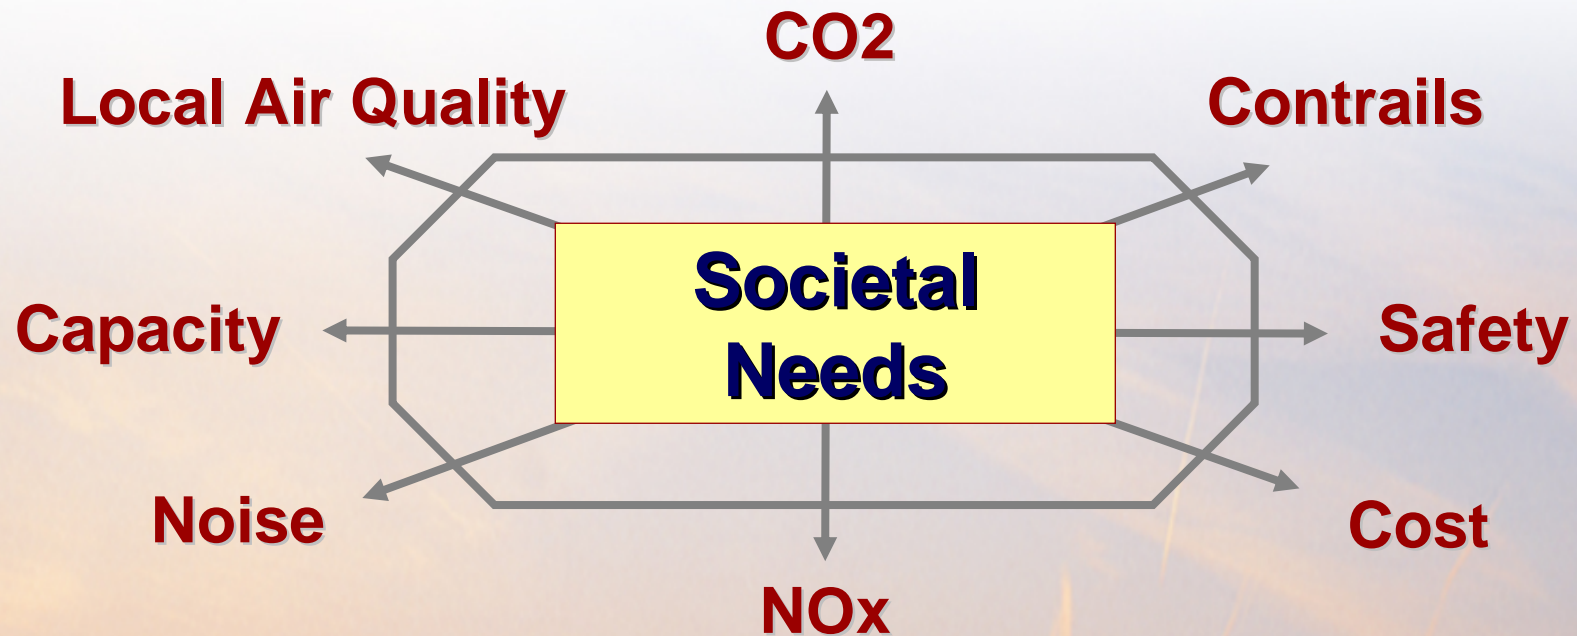 CO2
Local Air Quality
Contrails
Societal
Needs
Capacity
Safety
Noise
Cost
NOx